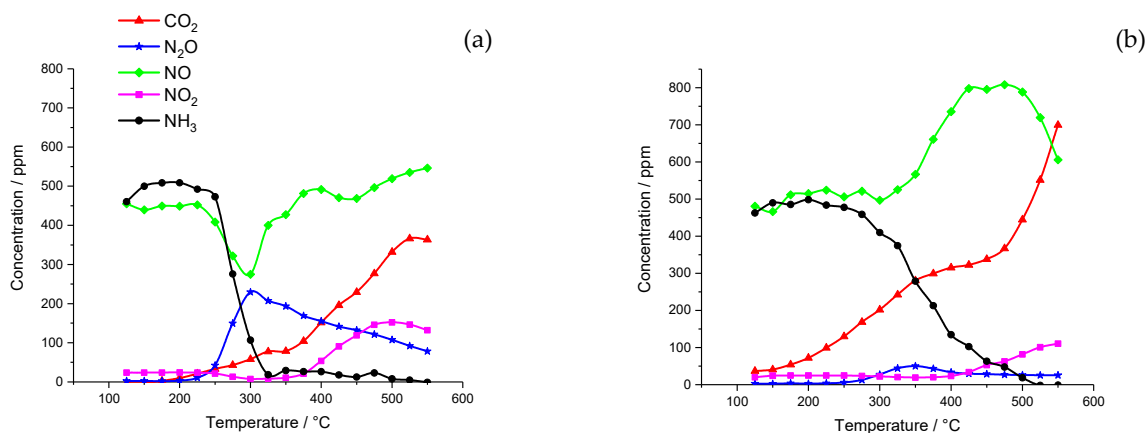 CO₂
N₂O
NO
NO₂
NH₃
(a)
800
700
600
500
400
300
200
100
0
Concentration / ppm
0 100 200 300 400 500 600
Temperature / °C
(b)
800
700
600
500
400
300
200
100
0
Concentration / ppm
0 100 200 300 400 500 600
Temperature / °C